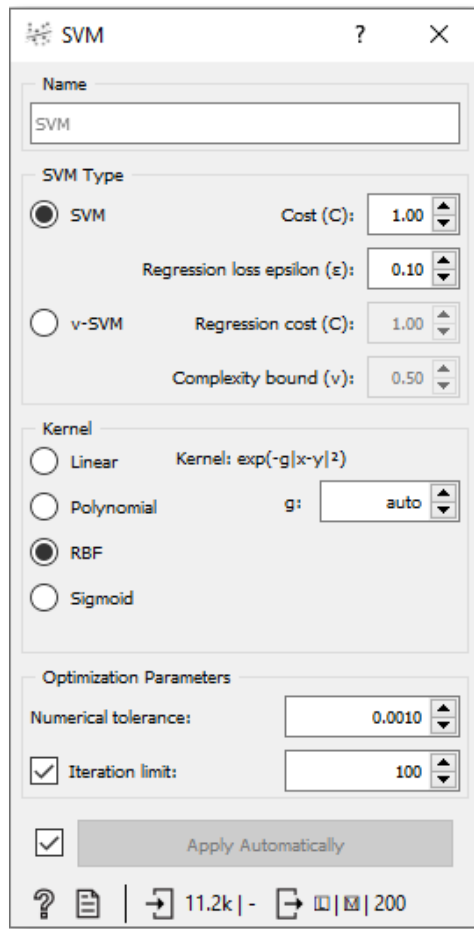 SVM ? ×
Name
SVM
SVM Type
SVM Cost (C): 1.00
Regression loss epsilon (ε): 0.10
ν-SVM Regression cost (C): 1.00
Complexity bound (ν): 0.50
Kernel
Linear Kernel: exp(-g|x-y|²)
Polynomial g: auto
RBF
Sigmoid
Optimization Parameters
Numerical tolerance: 0.0010
Iteration limit: 100
Apply Automatically
? 11.2k | - L | M | 200